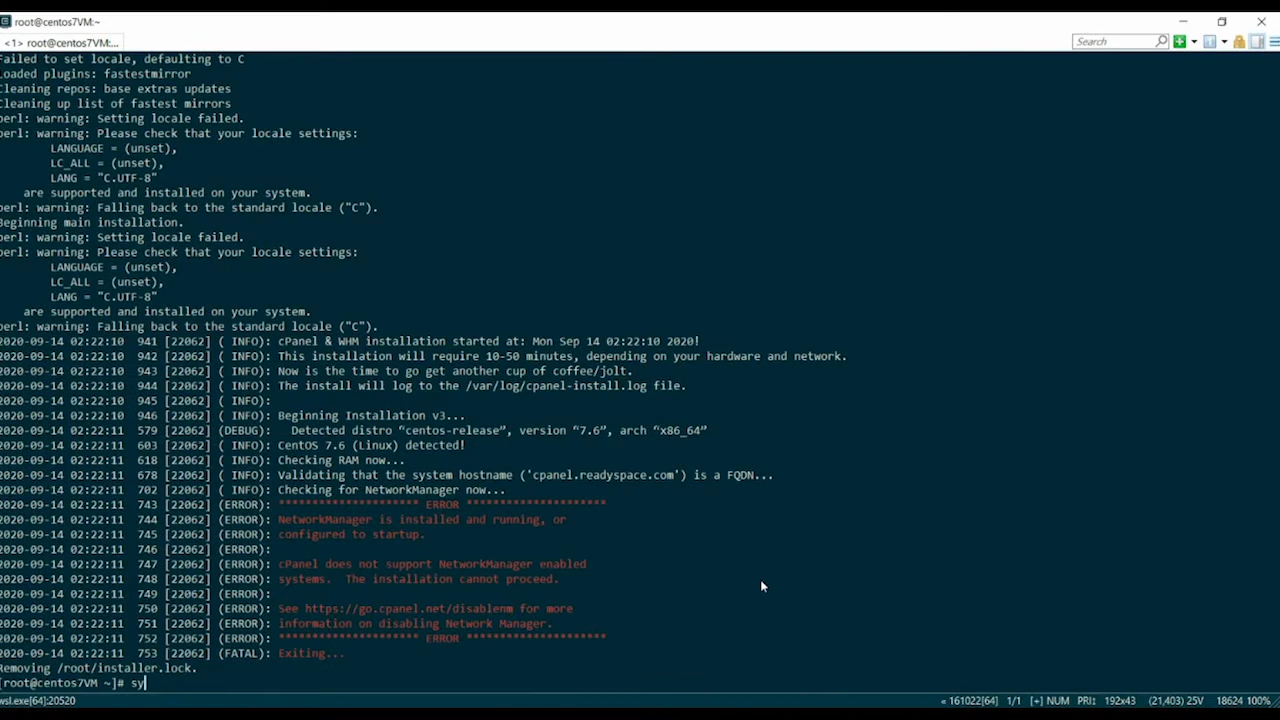 root@centos7VM:~
<1> root@centos7VM:...
Search
Failed to set locale, defaulting to C
Loaded plugins: fastestmirror
Cleaning repos: base extras updates
Cleaning up list of fastest mirrors
perl: warning: Setting locale failed.
perl: warning: Please check that your locale settings:
LANGUAGE = (unset),
LC_ALL = (unset),
LANG = "C.UTF-8"
are supported and installed on your system.
perl: warning: Falling back to the standard locale ("C").
Beginning main installation.
perl: warning: Setting locale failed.
perl: warning: Please check that your locale settings:
LANGUAGE = (unset),
LC_ALL = (unset),
LANG = "C.UTF-8"
are supported and installed on your system.
perl: warning: Falling back to the standard locale ("C").
2020-09-14 02:22:10 941 [22062] ( INFO): cPanel & WHM installation started at: Mon Sep 14 02:22:10 2020!
2020-09-14 02:22:10 942 [22062] ( INFO): This installation will require 10-50 minutes, depending on your hardware and network.
2020-09-14 02:22:10 943 [22062] ( INFO): Now is the time to go get another cup of coffee/jolt.
2020-09-14 02:22:10 944 [22062] ( INFO): The install will log to the /var/log/cpanel-install.log file.
2020-09-14 02:22:10 945 [22062] ( INFO):
2020-09-14 02:22:10 946 [22062] ( INFO): Beginning Installation v3...
2020-09-14 02:22:11 579 [22062] (DEBUG): Detected distro “centos-release”, version “7.6”, arch “x86_64”
2020-09-14 02:22:11 603 [22062] ( INFO): CentOS 7.6 (Linux) detected!
2020-09-14 02:22:11 618 [22062] ( INFO): Checking RAM now...
2020-09-14 02:22:11 678 [22062] ( INFO): Validating that the system hostname ('cpanel.readyspace.com') is a FQDN...
2020-09-14 02:22:11 702 [22062] ( INFO): Checking for NetworkManager now...
2020-09-14 02:22:11 743 [22062] (ERROR): ********************* ERROR *********************
2020-09-14 02:22:11 744 [22062] (ERROR): NetworkManager is installed and running, or
2020-09-14 02:22:11 745 [22062] (ERROR): configured to startup.
2020-09-14 02:22:11 746 [22062] (ERROR):
2020-09-14 02:22:11 747 [22062] (ERROR): cPanel does not support NetworkManager enabled
2020-09-14 02:22:11 748 [22062] (ERROR): systems. The installation cannot proceed.
2020-09-14 02:22:11 749 [22062] (ERROR):
2020-09-14 02:22:11 750 [22062] (ERROR): See https://go.cpanel.net/disablenm for more
2020-09-14 02:22:11 751 [22062] (ERROR): information on disabling Network Manager.
2020-09-14 02:22:11 752 [22062] (ERROR): ********************* ERROR *********************
2020-09-14 02:22:11 753 [22062] (FATAL): Exiting...
Removing /root/installer.lock.
[root@centos7VM ~]# sy
wsl.exe[64]:20520
« 161022[64] 1/1 [+] NUM PRI↕ 192x43 (21,403) 25V 18624 100%